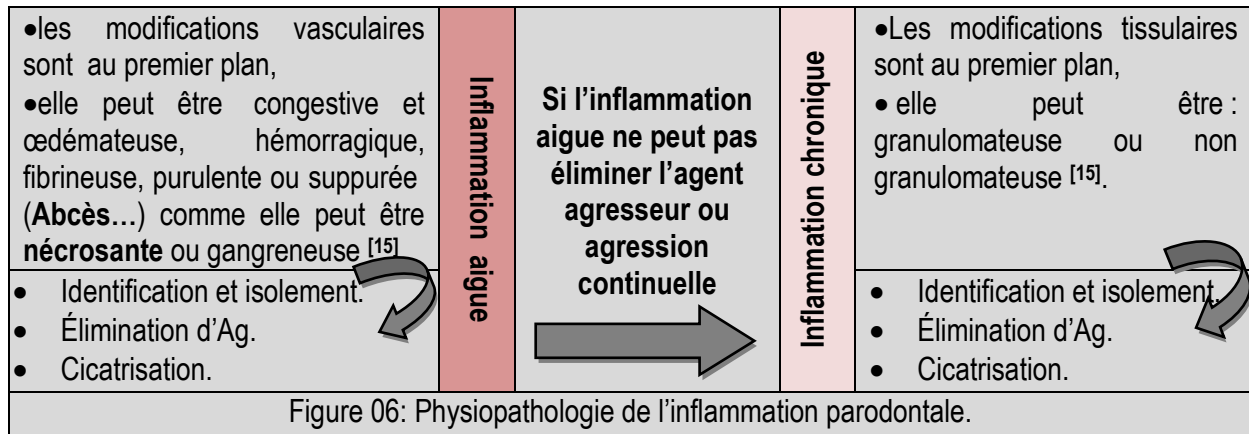 •les modifications vasculaires
sont au premier plan,
•elle peut être congestive et
œdémateuse, hémorragique,
fibrineuse, purulente ou suppurée
(Abcès…) comme elle peut être
nécrosante ou gangreneuse [15]
• Identification et isolement.
• Élimination d’Ag.
• Cicatrisation.
Inflammation aigue
Si l’inflammation
aigue ne peut pas
éliminer l’agent
agresseur ou
agression
continuelle
Inflammation chronique
•Les modifications tissulaires
sont au premier plan,
• elle peut être :
granulomateuse ou non
granulomateuse [15].
• Identification et isolement.
• Élimination d’Ag.
• Cicatrisation.
Figure 06: Physiopathologie de l’inflammation parodontale.